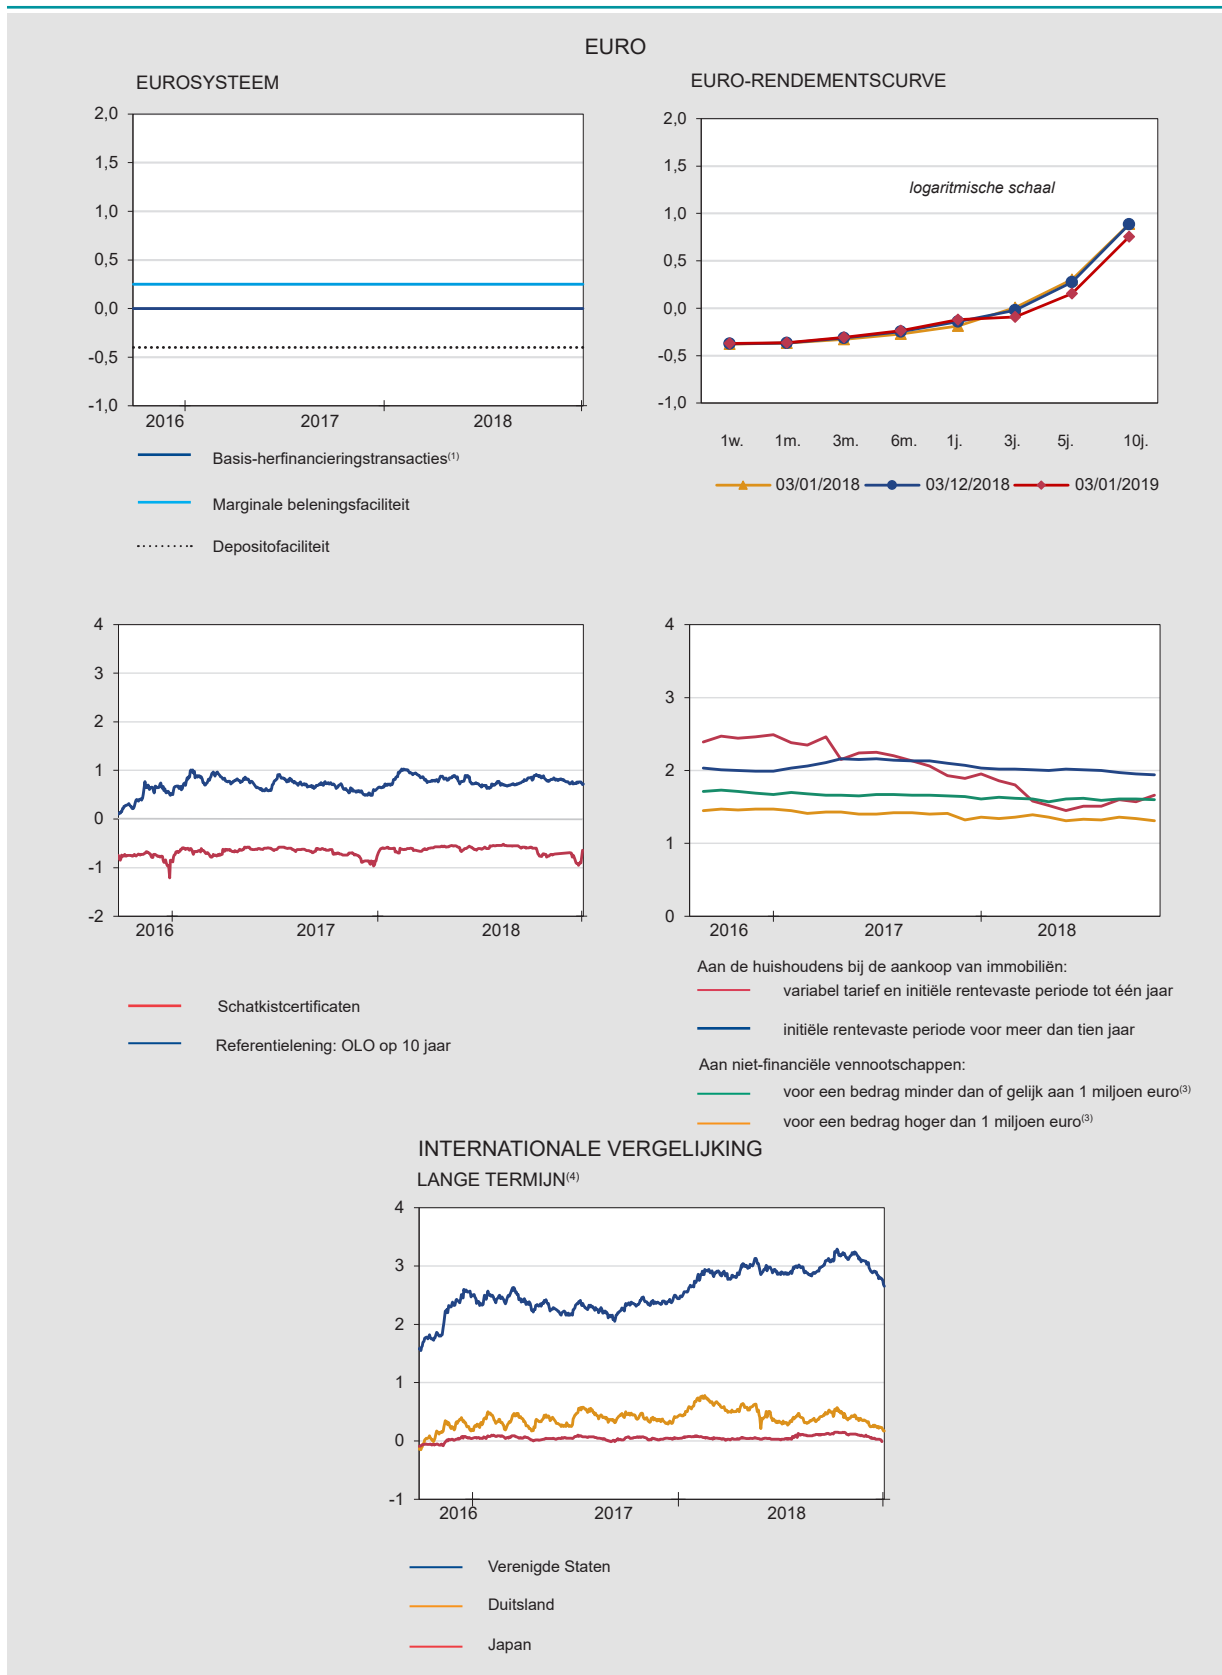 EURO
EUROSYSTEEM
2,0
1,5
1,0
0,5
0,0
-0,5
-1,0
2016 2017 2018
Basis-herfinancieringstransacties(1)
Marginale beleningsfaciliteit
Depositofaciliteit
EURO-RENDEMENTSCURVE
2,0
1,5
1,0
0,5
0,0
-0,5
-1,0
logaritmische schaal
1w. 1m. 3m. 6m. 1j. 3j. 5j. 10j.
03/01/2018 03/12/2018 03/01/2019
4
3
2
1
0
-1
-2
2016 2017 2018
Schatkistcertificaten
Referentielening: OLO op 10 jaar
4
3
2
1
0
2016 2017 2018
Aan de huishoudens bij de aankoop van immobiliën:
variabel tarief en initiële rentevaste periode tot één jaar
initiële rentevaste periode voor meer dan tien jaar
Aan niet-financiële vennootschappen:
voor een bedrag minder dan of gelijk aan 1 miljoen euro(3)
voor een bedrag hoger dan 1 miljoen euro(3)
INTERNATIONALE VERGELIJKING
LANGE TERMIJN(4)
4
3
2
1
0
-1
2016 2017 2018
Verenigde Staten
Duitsland
Japan